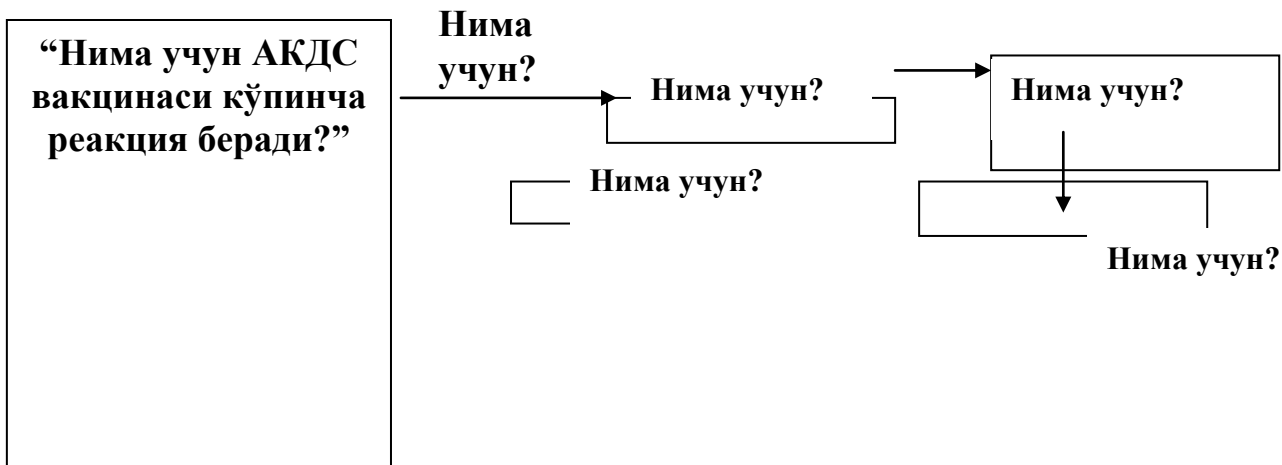 “Нима учун АКДС
вакцинаси кўпинча
реакция беради?”
Нима
учун?
Нима учун?
Нима учун?
Нима учун?
Нима учун?